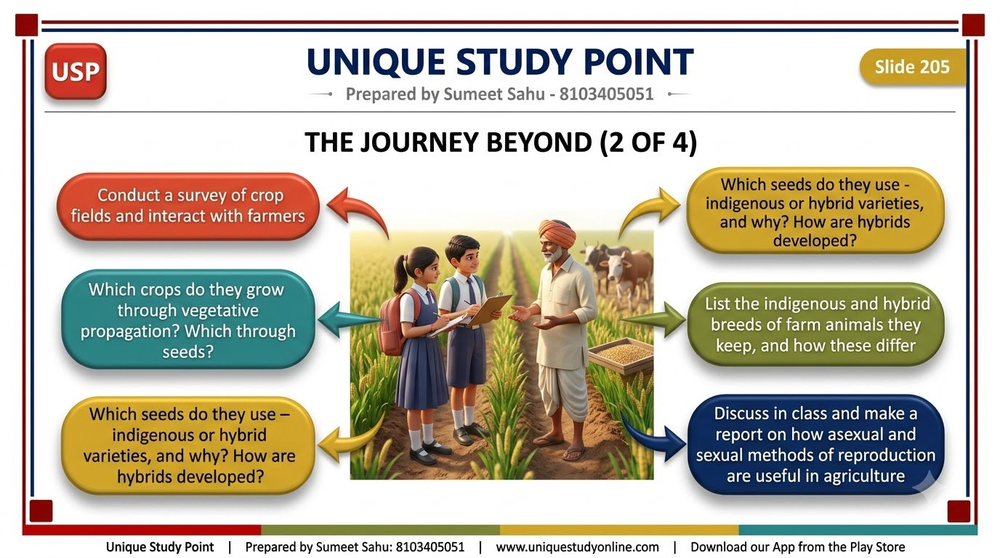 USP
UNIQUE STUDY POINT
Prepared by Sumeet Sahu - 8103405051
Slide 205
THE JOURNEY BEYOND (2 OF 4)
Conduct a survey of crop
fields and interact with farmers
Which crops do they grow
through vegetative
propagation? Which through
seeds?
Which seeds do they use –
indigenous or hybrid
varieties, and why? How are
hybrids developed?
Which seeds do they use -
indigenous or hybrid varieties,
and why? How are hybrids
developed?
List the indigenous and hybrid
breeds of farm animals they
keep, and how these differ
Discuss in class and make a
report on how asexual and
sexual methods of reproduction
are useful in agriculture
Unique Study Point | Prepared by Sumeet Sahu: 8103405051 | www.uniquestudyonline.com | Download our App from the Play Store